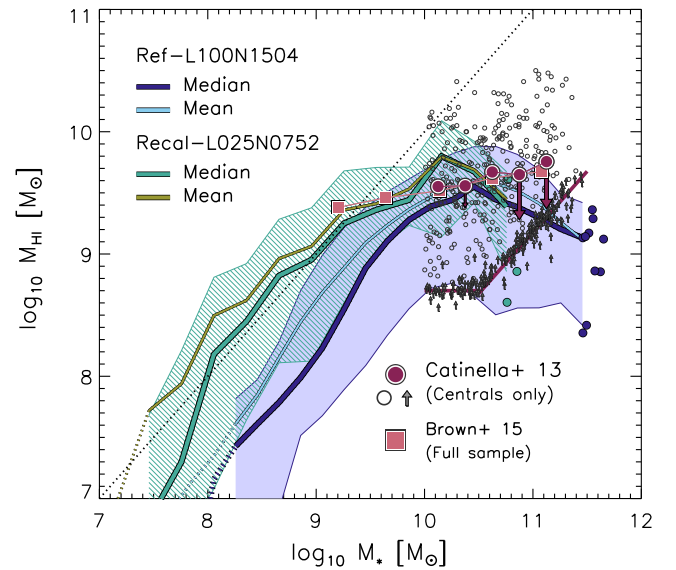 11
10
9
8
7
7
8
9
10
11
12
log₁₀ M_HI [M⊙]
log₁₀ M* [M⊙]
Ref–L100N1504
Median
Mean
Recal–L025N0752
Median
Mean
Catinella+ 13
(Centrals only)
Brown+ 15
(Full sample)